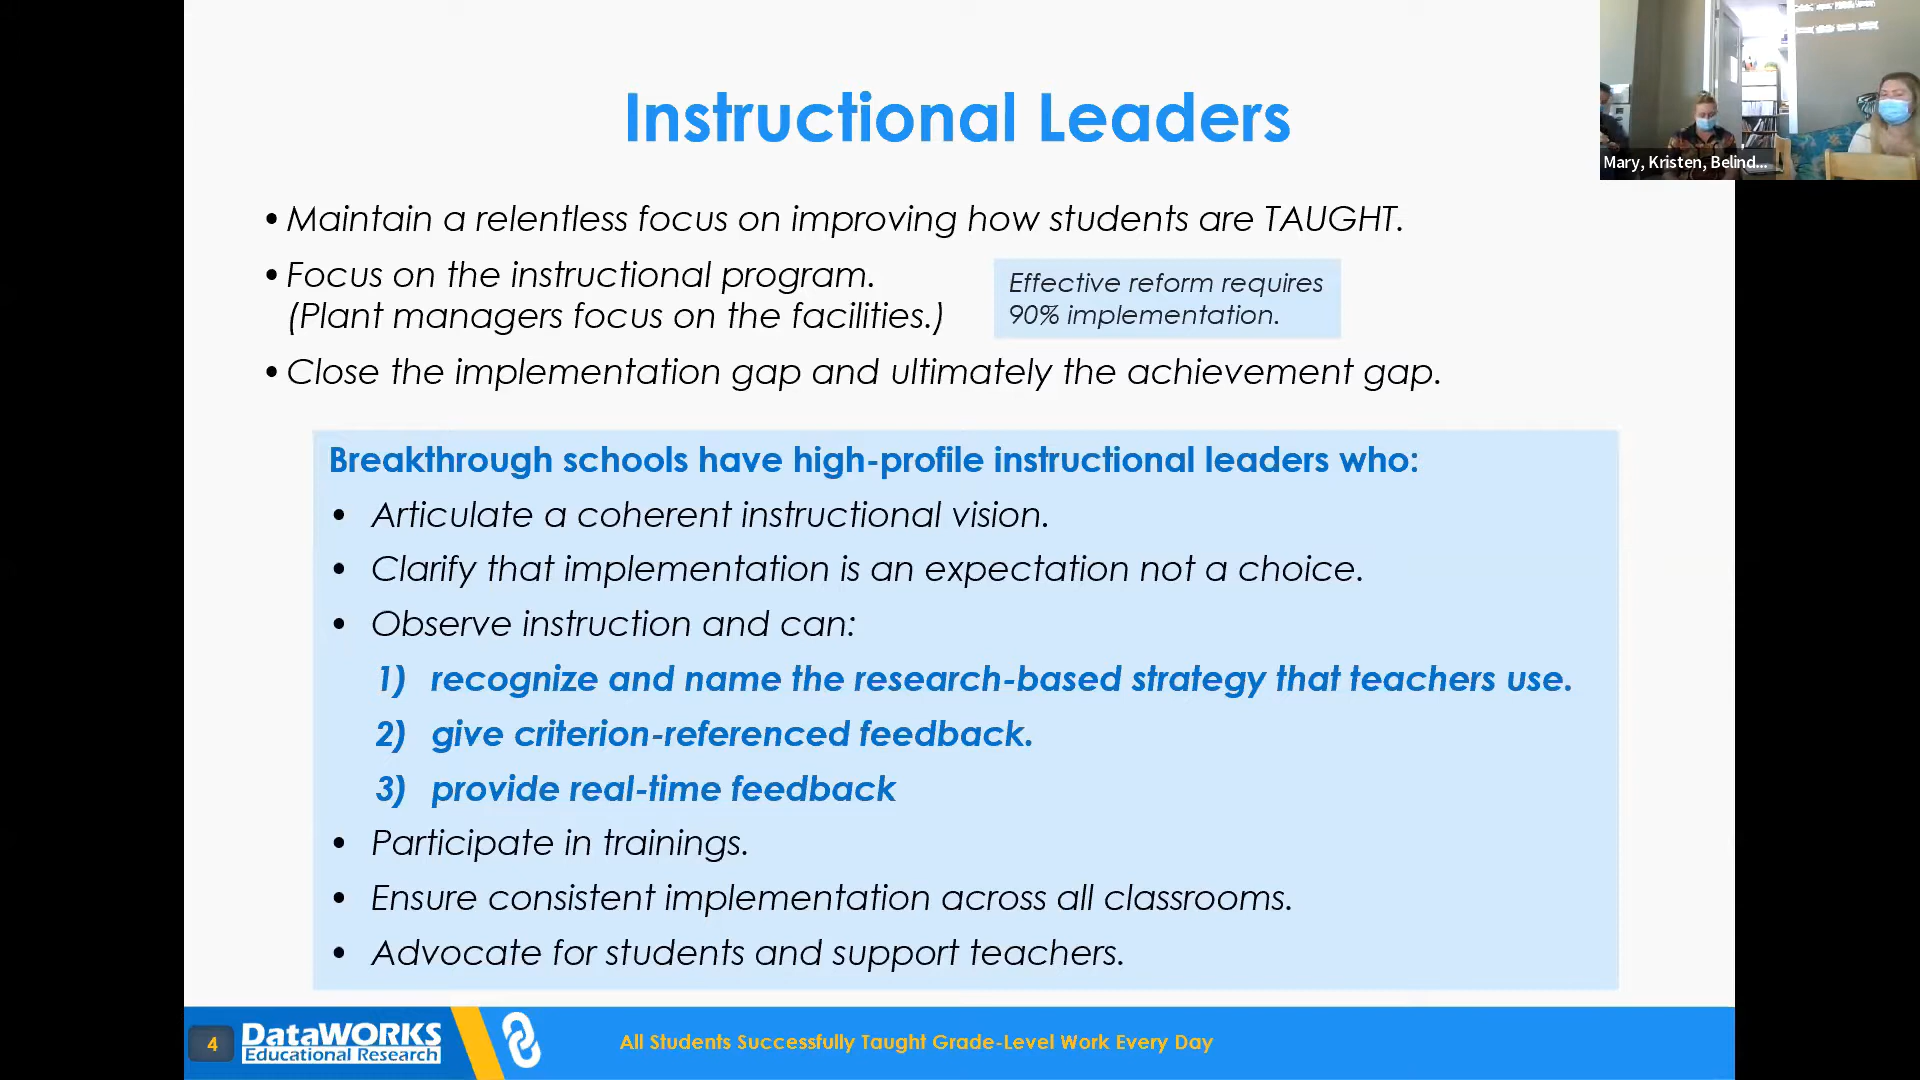 Instructional Leaders
Mary, Kristen, Belind...
• Maintain a relentless focus on improving how students are TAUGHT.
• Focus on the instructional program.
(Plant managers focus on the facilities.)
Effective reform requires
90% implementation.
• Close the implementation gap and ultimately the achievement gap.
Breakthrough schools have high-profile instructional leaders who:
• Articulate a coherent instructional vision.
• Clarify that implementation is an expectation not a choice.
• Observe instruction and can:
1) recognize and name the research-based strategy that teachers use.
2) give criterion-referenced feedback.
3) provide real-time feedback
• Participate in trainings.
• Ensure consistent implementation across all classrooms.
• Advocate for students and support teachers.
4
DataWORKS
Educational Research
All Students Successfully Taught Grade-Level Work Every Day